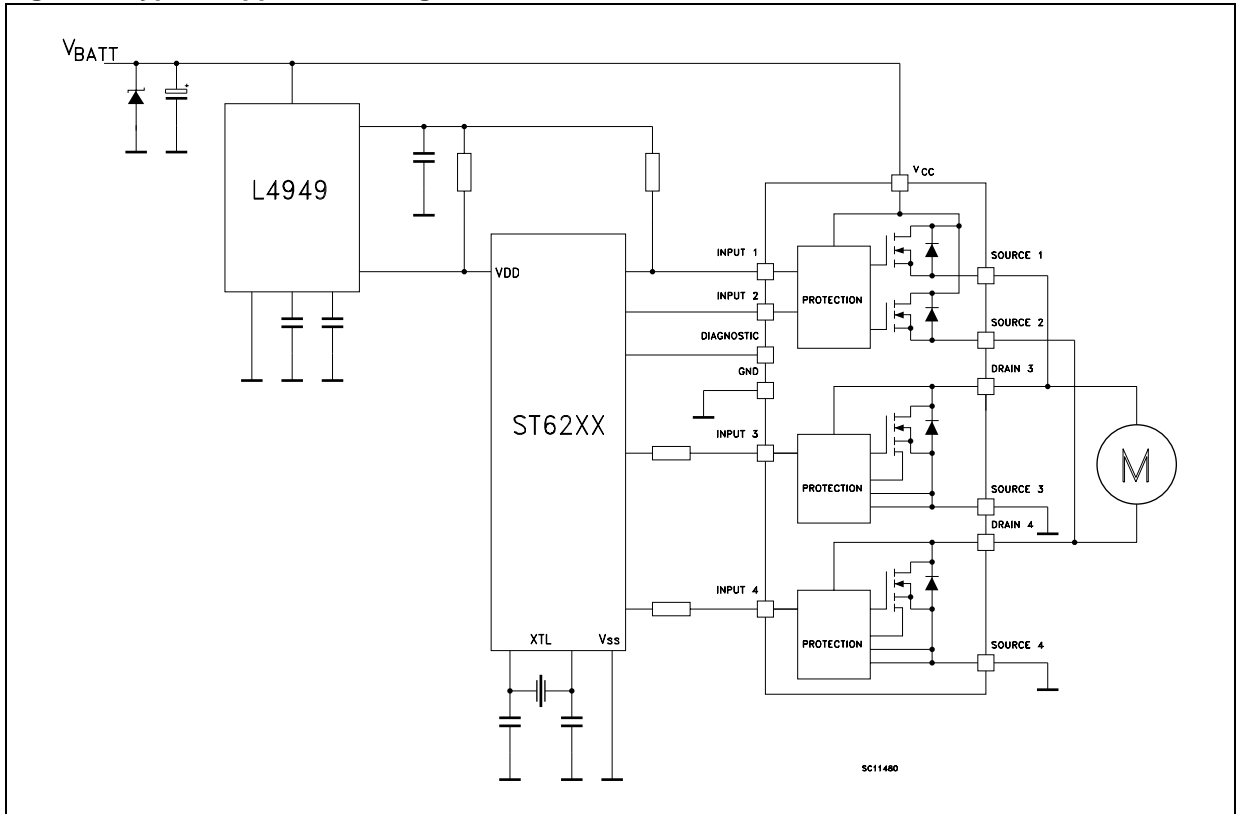 VBATT
L4949
VCC
INPUT 1
SOURCE 1
VDD
PROTECTION
INPUT 2
SOURCE 2
DIAGNOSTIC
GND
DRAIN 3
ST62XX
INPUT 3
M
PROTECTION
SOURCE 3
DRAIN 4
INPUT 4
XTL
Vss
PROTECTION
SOURCE 4
SC11480